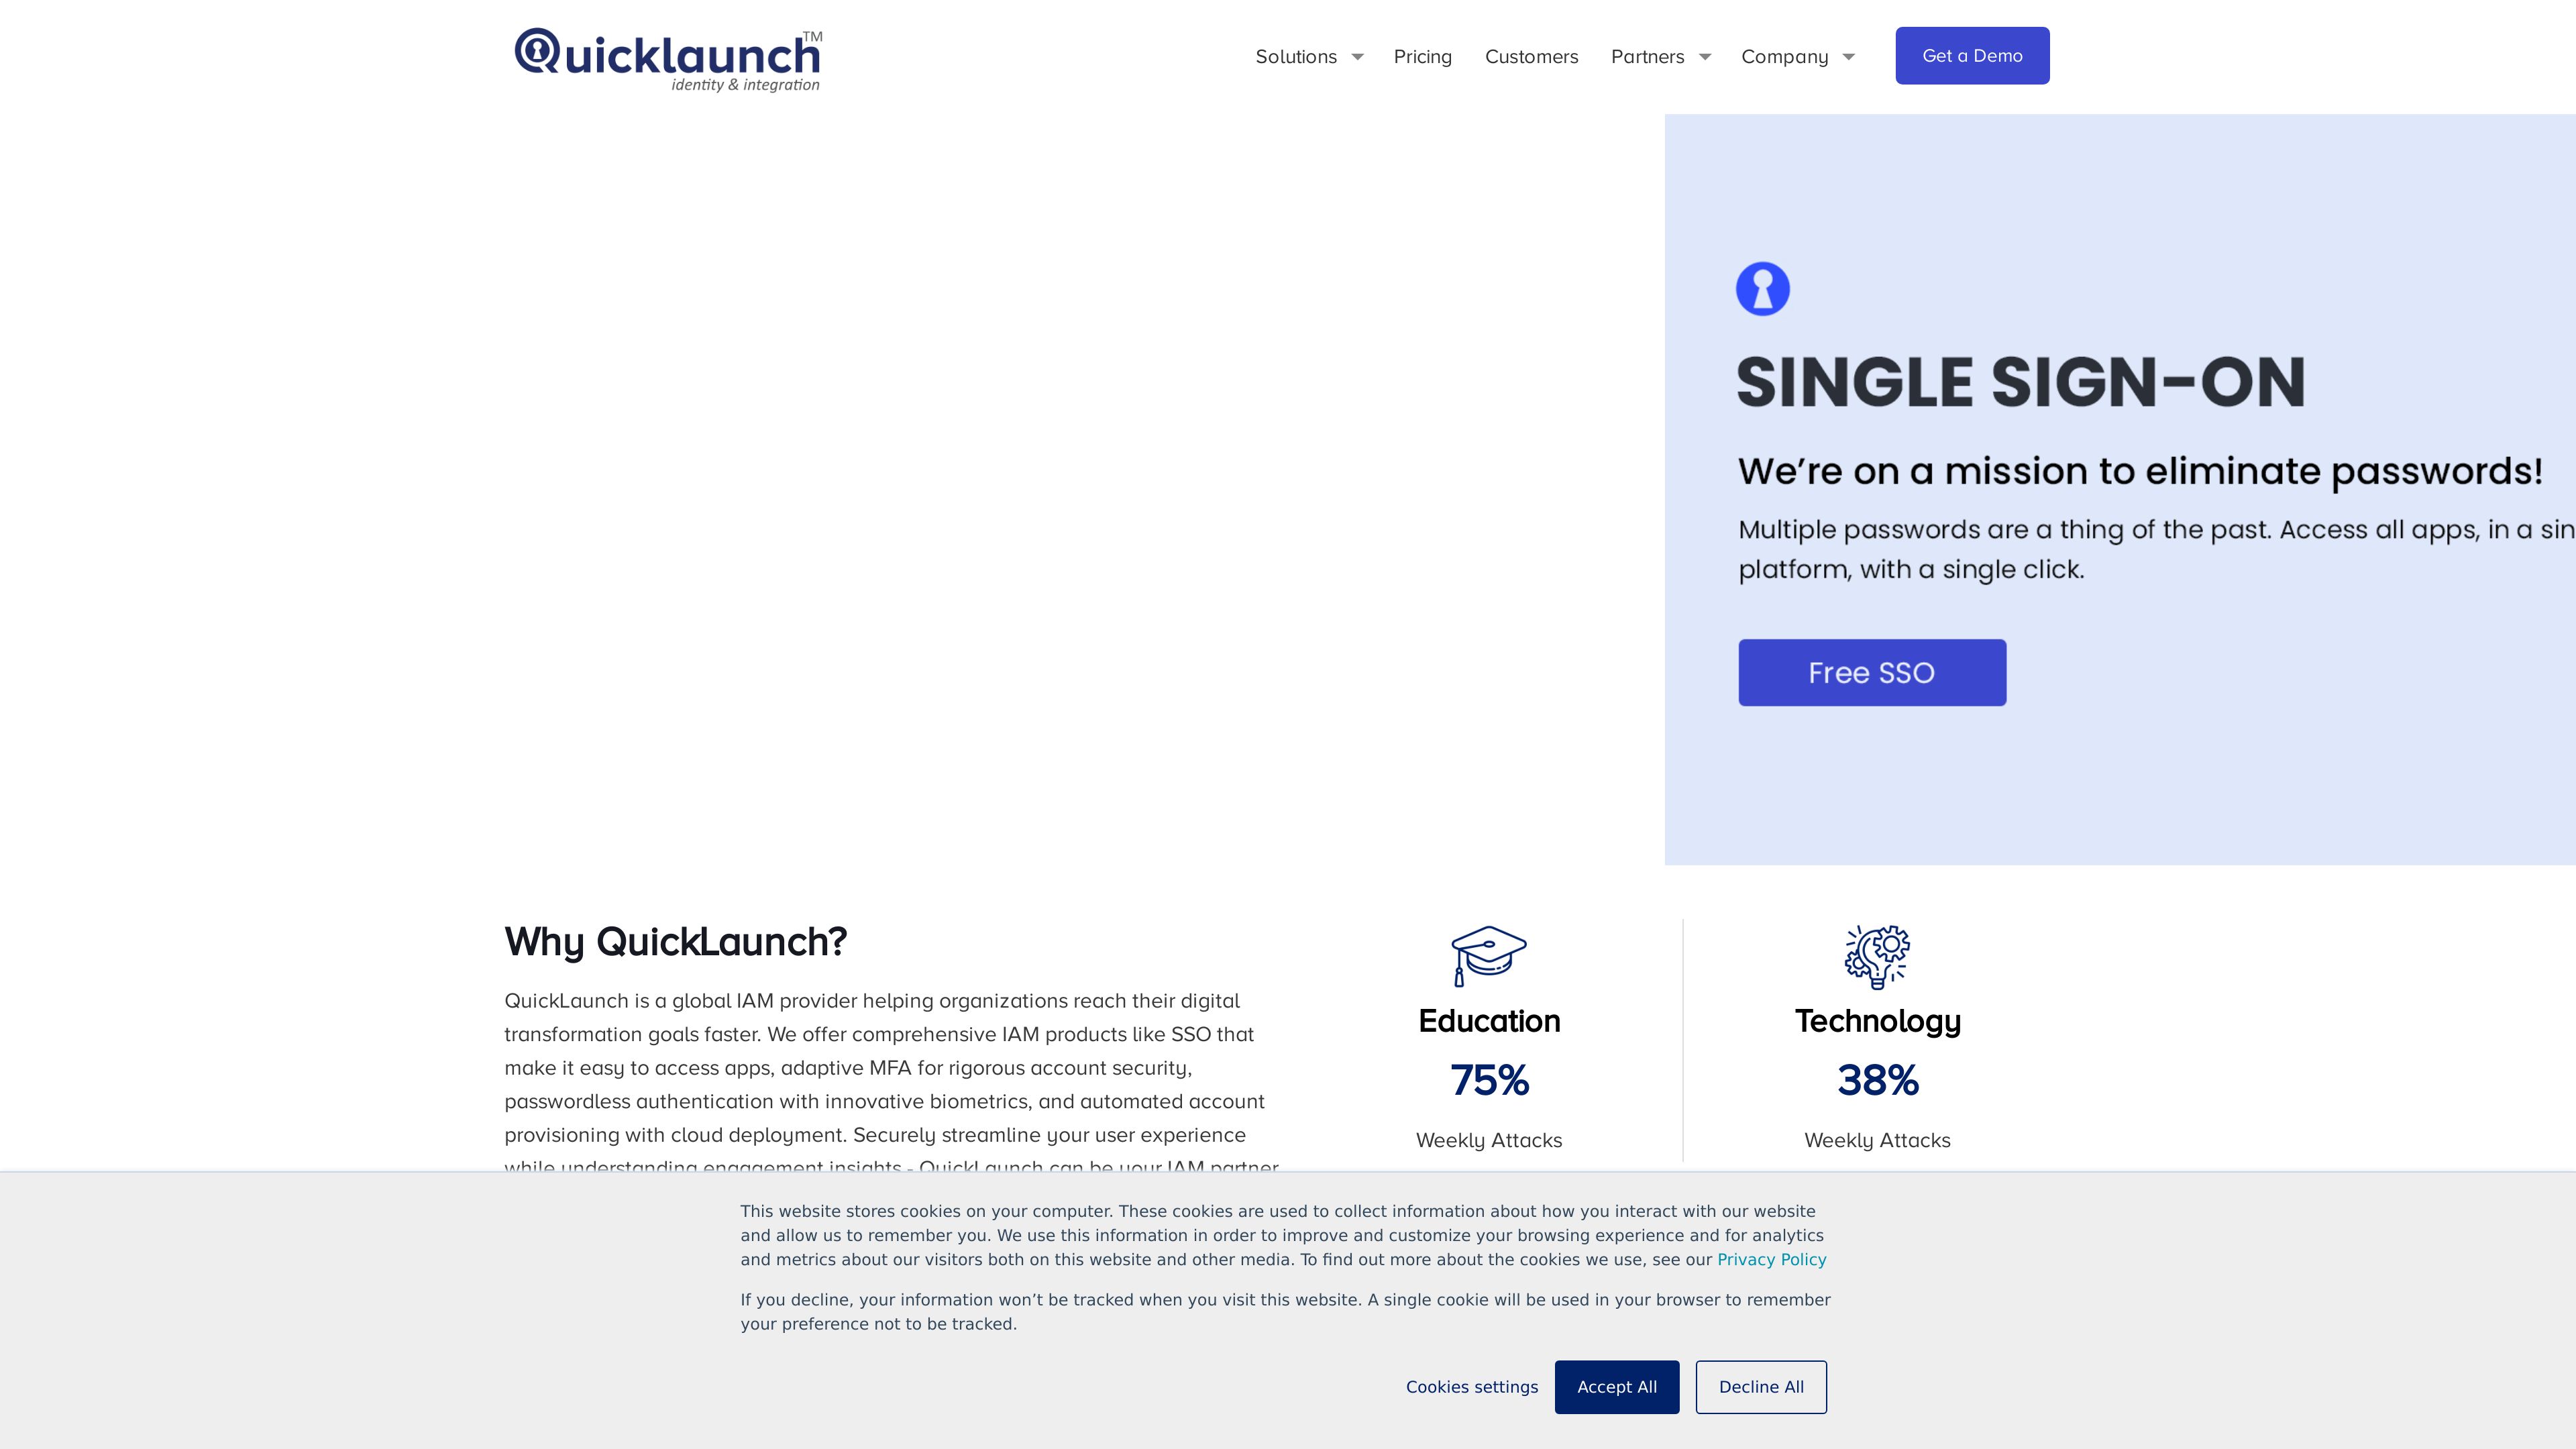 Quicklaunch TM
identity & integration
Solutions
Pricing
Customers
Partners
Company
Get a Demo
SINGLE SIGN-ON
We’re on a mission to eliminate passwords!
Multiple passwords are a thing of the past. Access all apps, in a
platform, with a single click.
Free SSO
Why QuickLaunch?
QuickLaunch is a global IAM provider helping organizations reach their digital
transformation goals faster. We offer comprehensive IAM products like SSO that
make it easy to access apps, adaptive MFA for rigorous account security,
passwordless authentication with innovative biometrics, and automated account
provisioning with cloud deployment. Securely streamline your user experience
while understanding engagement insights - QuickLaunch can be your IAM partner
Education
75%
Weekly Attacks
Technology
38%
Weekly Attacks
This website stores cookies on your computer. These cookies are used to collect information about how you interact with our website
and allow us to remember you. We use this information in order to improve and customize your browsing experience and for analytics
and metrics about our visitors both on this website and other media. To find out more about the cookies we use, see our Privacy Policy
If you decline, your information won’t be tracked when you visit this website. A single cookie will be used in your browser to remember
your preference not to be tracked.
Cookies settings
Accept All
Decline All